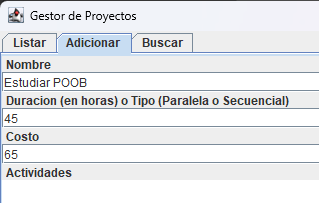 Gestor de Proyectos
Listar Adicionar Buscar
Nombre
Estudiar POOB
Duracion (en horas) o Tipo (Paralela o Secuencial)
45
Costo
65
Actividades